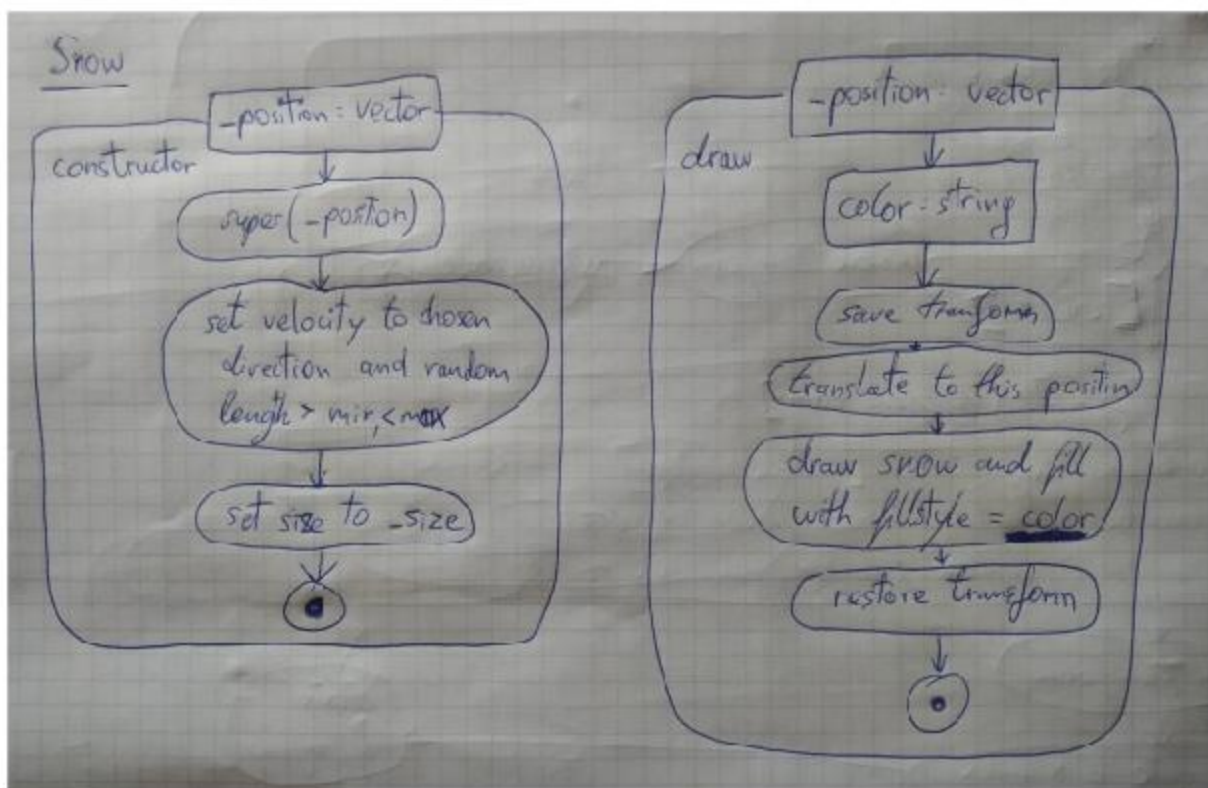 Snow
_position: vector
constructor
super(_positon)
set velocity to chosen
direction and random
length > min, < max
set size to _size
_position: vector
draw
color: string
save transform
translate to this positin
draw snow and fill
with fillstyle = color
restore transform